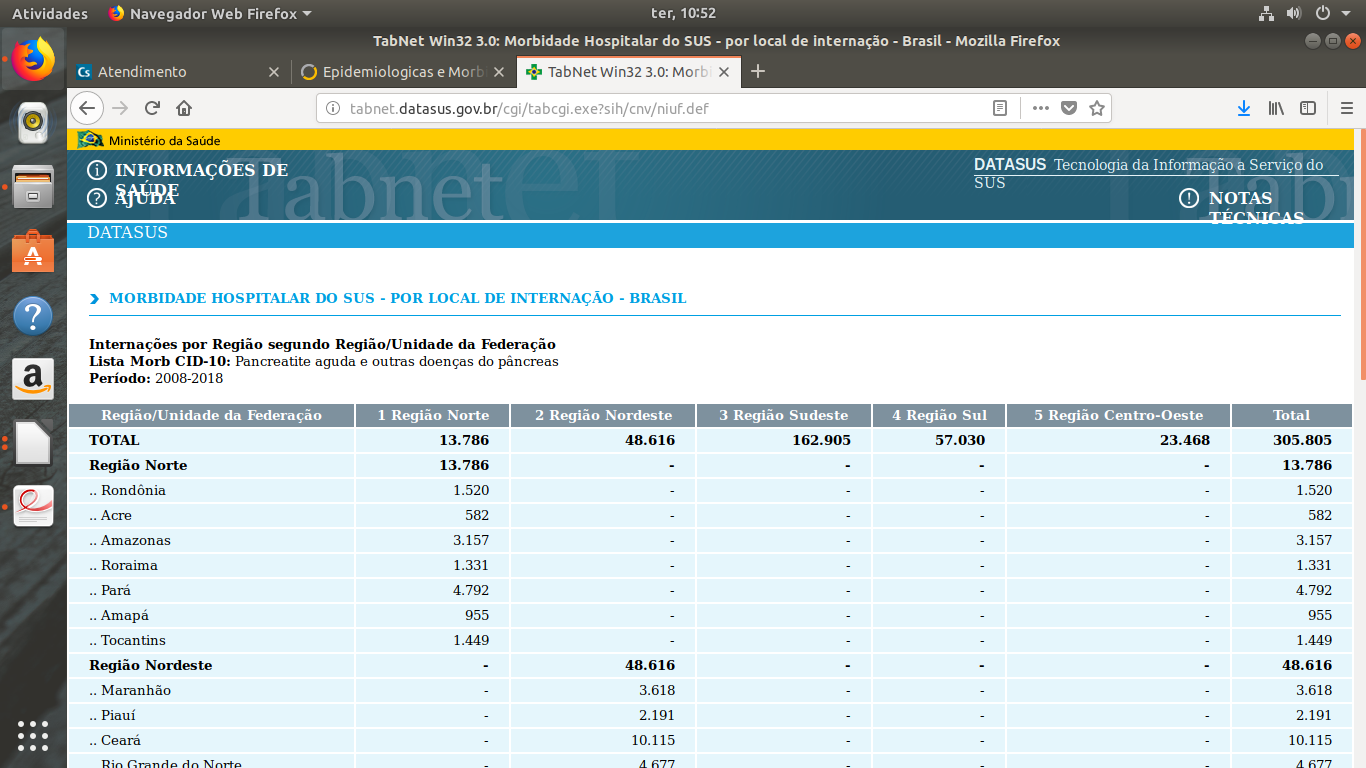 Atividades Navegador Web Firefox ter, 10:52
TabNet Win32 3.0: Morbidade Hospitalar do SUS - por local de internação - Brasil - Mozilla Firefox
Cs Atendimento Epidemiologicas e Morb TabNet Win32 3.0: Morbi
tabnet.datasus.gov.br/cgi/tabcgi.exe?sih/cnv/niuf.def
Ministério da Saúde
INFORMAÇÕES DE SAÚDE
AJUDA
Tabnet
DATASUS Tecnologia da Informação a Serviço do SUS
NOTAS TÉCNICAS
DATASUS
MORBIDADE HOSPITALAR DO SUS - POR LOCAL DE INTERNAÇÃO - BRASIL
Internações por Região segundo Região/Unidade da Federação
Lista Morb CID-10: Pancreatite aguda e outras doenças do pâncreas
Período: 2008-2018
Região/Unidade da Federação 1 Região Norte 2 Região Nordeste 3 Região Sudeste 4 Região Sul 5 Região Centro-Oeste Total
TOTAL 13.786 48.616 162.905 57.030 23.468 305.805
Região Norte 13.786 - - - - 13.786
.. Rondônia 1.520 - - - - 1.520
.. Acre 582 - - - - 582
.. Amazonas 3.157 - - - - 3.157
.. Roraima 1.331 - - - - 1.331
.. Pará 4.792 - - - - 4.792
.. Amapá 955 - - - - 955
.. Tocantins 1.449 - - - - 1.449
Região Nordeste - 48.616 - - - 48.616
.. Maranhão - 3.618 - - - 3.618
.. Piauí - 2.191 - - - 2.191
.. Ceará - 10.115 - - - 10.115
.. Rio Grande do Norte - 4.677 - - - 4.677